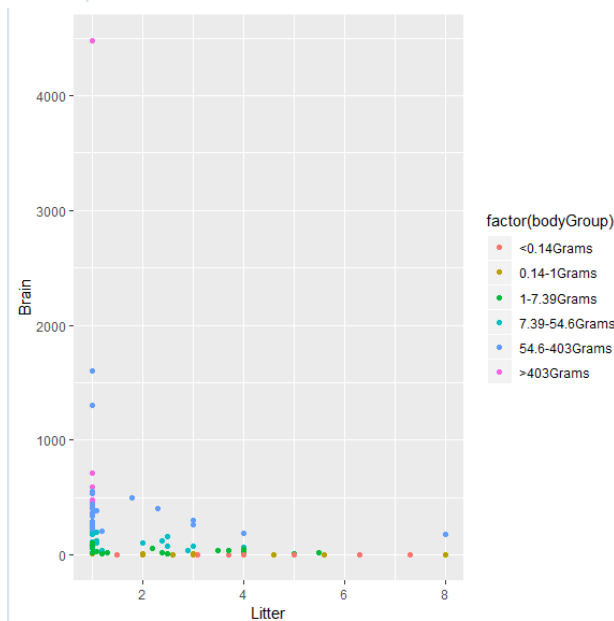 4000
3000
2000
1000
0
Brain
2
4
6
8
Litter
factor(bodyGroup)
<0.14Grams
0.14-1Grams
1-7.39Grams
7.39-54.6Grams
54.6-403Grams
>403Grams